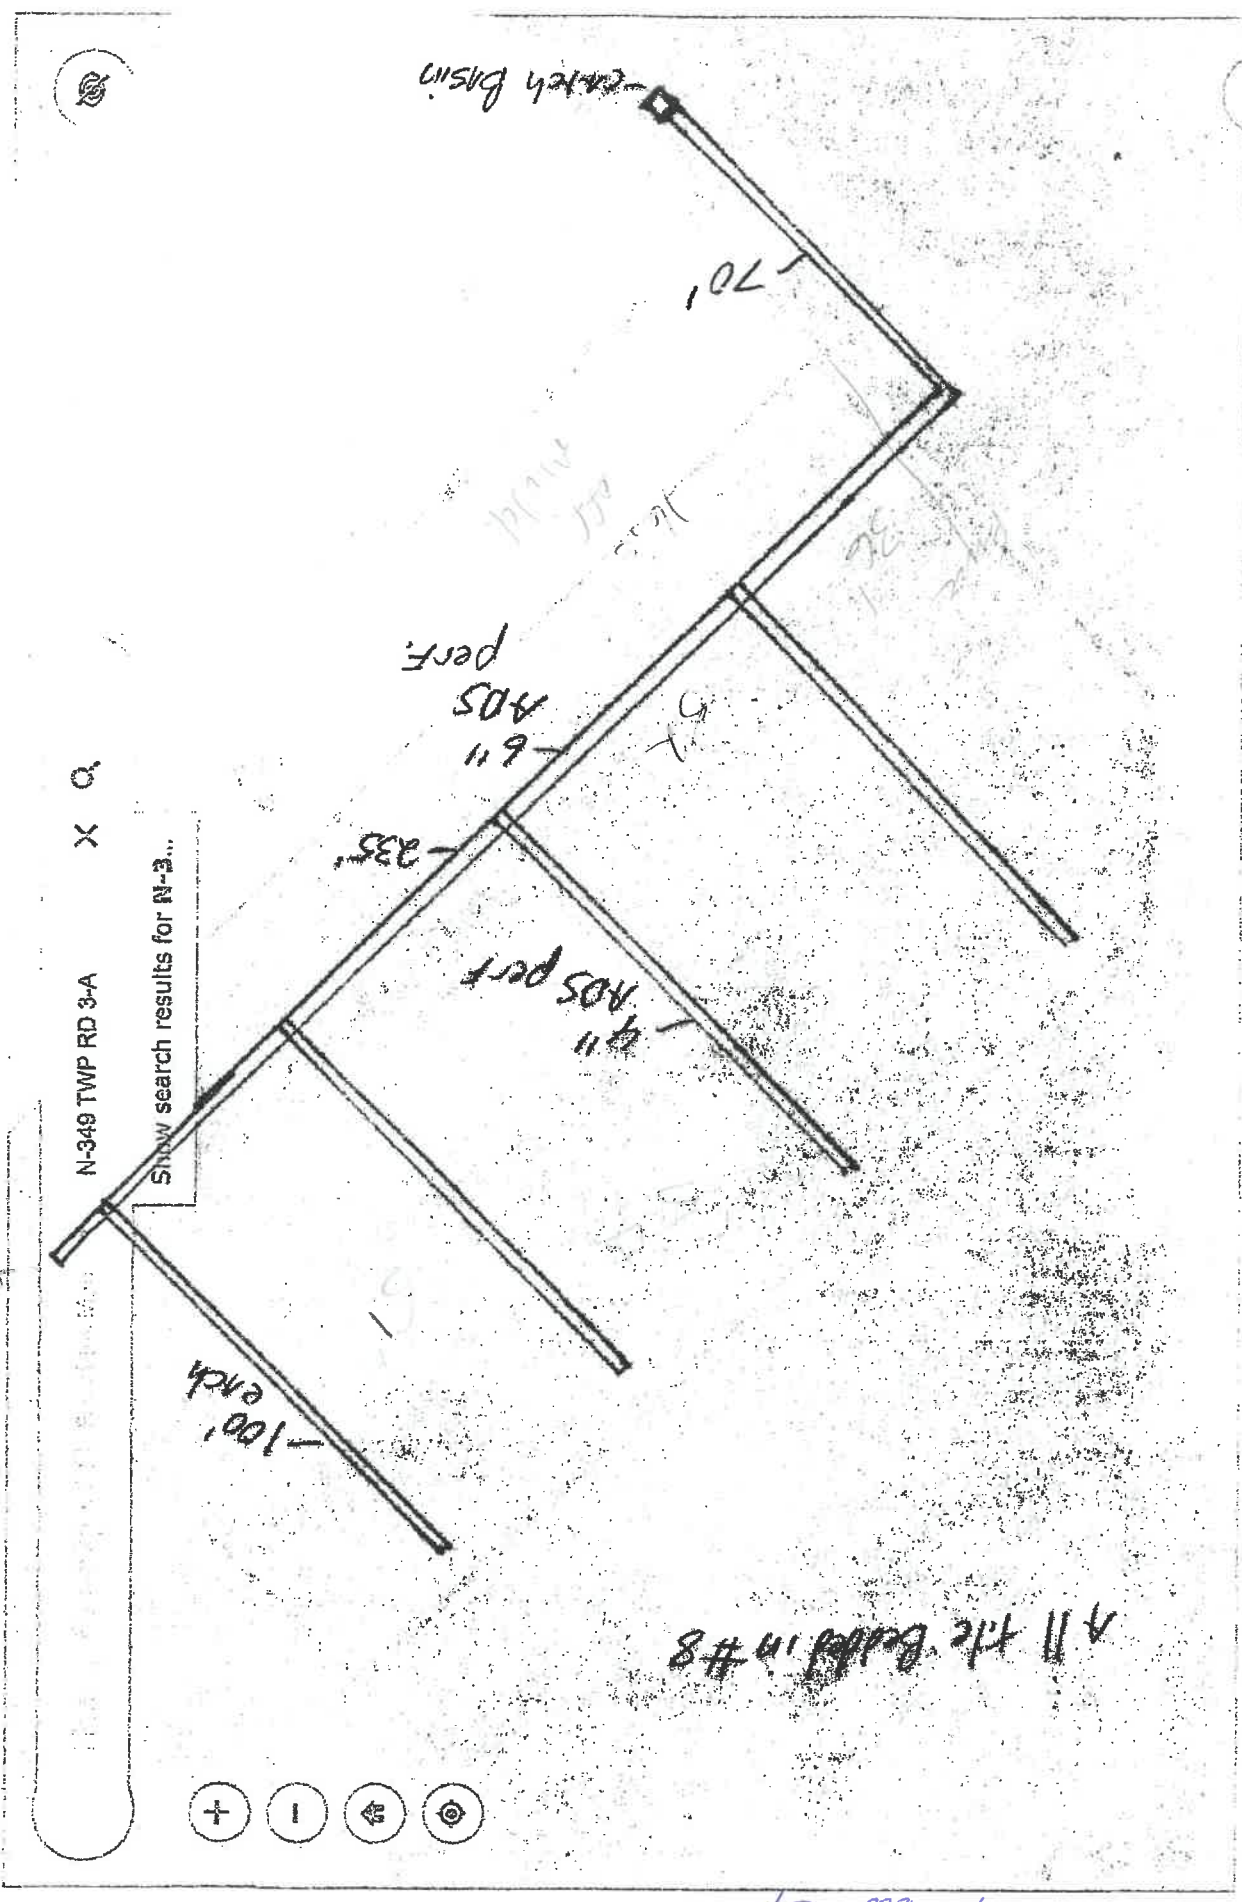 N-349 TWP RD 3-A
Show search results for N-3...
All tile Bedded in #8
100'
each
4"
ADS perf
235'
6"
ADS
perf.
70'
catch Basin
36